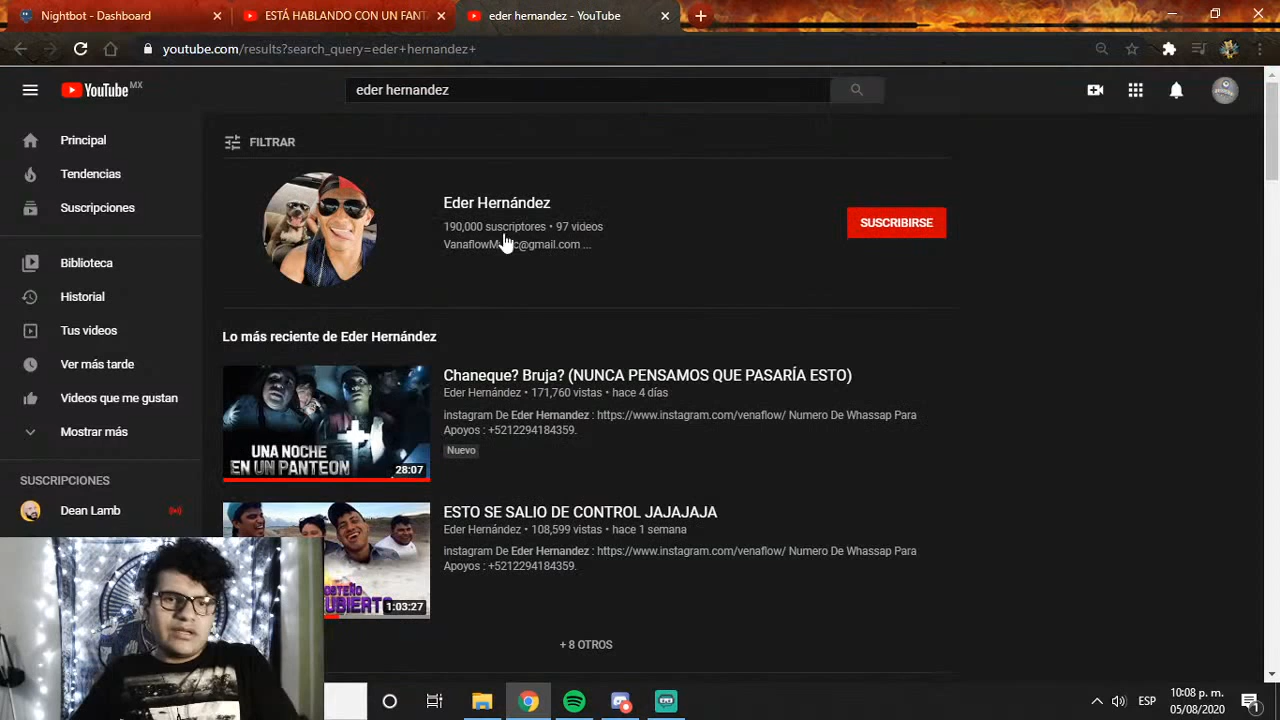 Nightbot - Dashboard
ESTÁ HABLANDO CON UN FANT
eder hernandez - YouTube
youtube.com/results?search_query=eder+hernandez+
YouTube MX
eder hernandez
Principal
Tendencias
Suscripciones
Biblioteca
Historial
Tus videos
Ver más tarde
Videos que me gustan
Mostrar más
SUSCRIPCIONES
Dean Lamb
FILTRAR
Eder Hernández
190,000 suscriptores • 97 videos
@gmail.com ...
SUSCRIBIRSE
Lo más reciente de Eder Hernández
UNA NOCHE
EN UN PANTEON
28:07
Chaneque? Bruja? (NUNCA PENSAMOS QUE PASARÍA ESTO)
Eder Hernández • 171,760 vistas • hace 4 días
instagram De Eder Hernandez : https://www.instagram.com/venaflow/ Numero De Whassap Para
Apoyos : +5212294184359.
Nuevo
1:03:27
ESTO SE SALIO DE CONTROL JAJAJAJA
Eder Hernández • 108,599 vistas • hace 1 semana
instagram De Eder Hernandez : https://www.instagram.com/venaflow/ Numero De Whassap Para
Apoyos : +5212294184359.
+ 8 OTROS
ESP
10:08 p. m.
05/08/2020